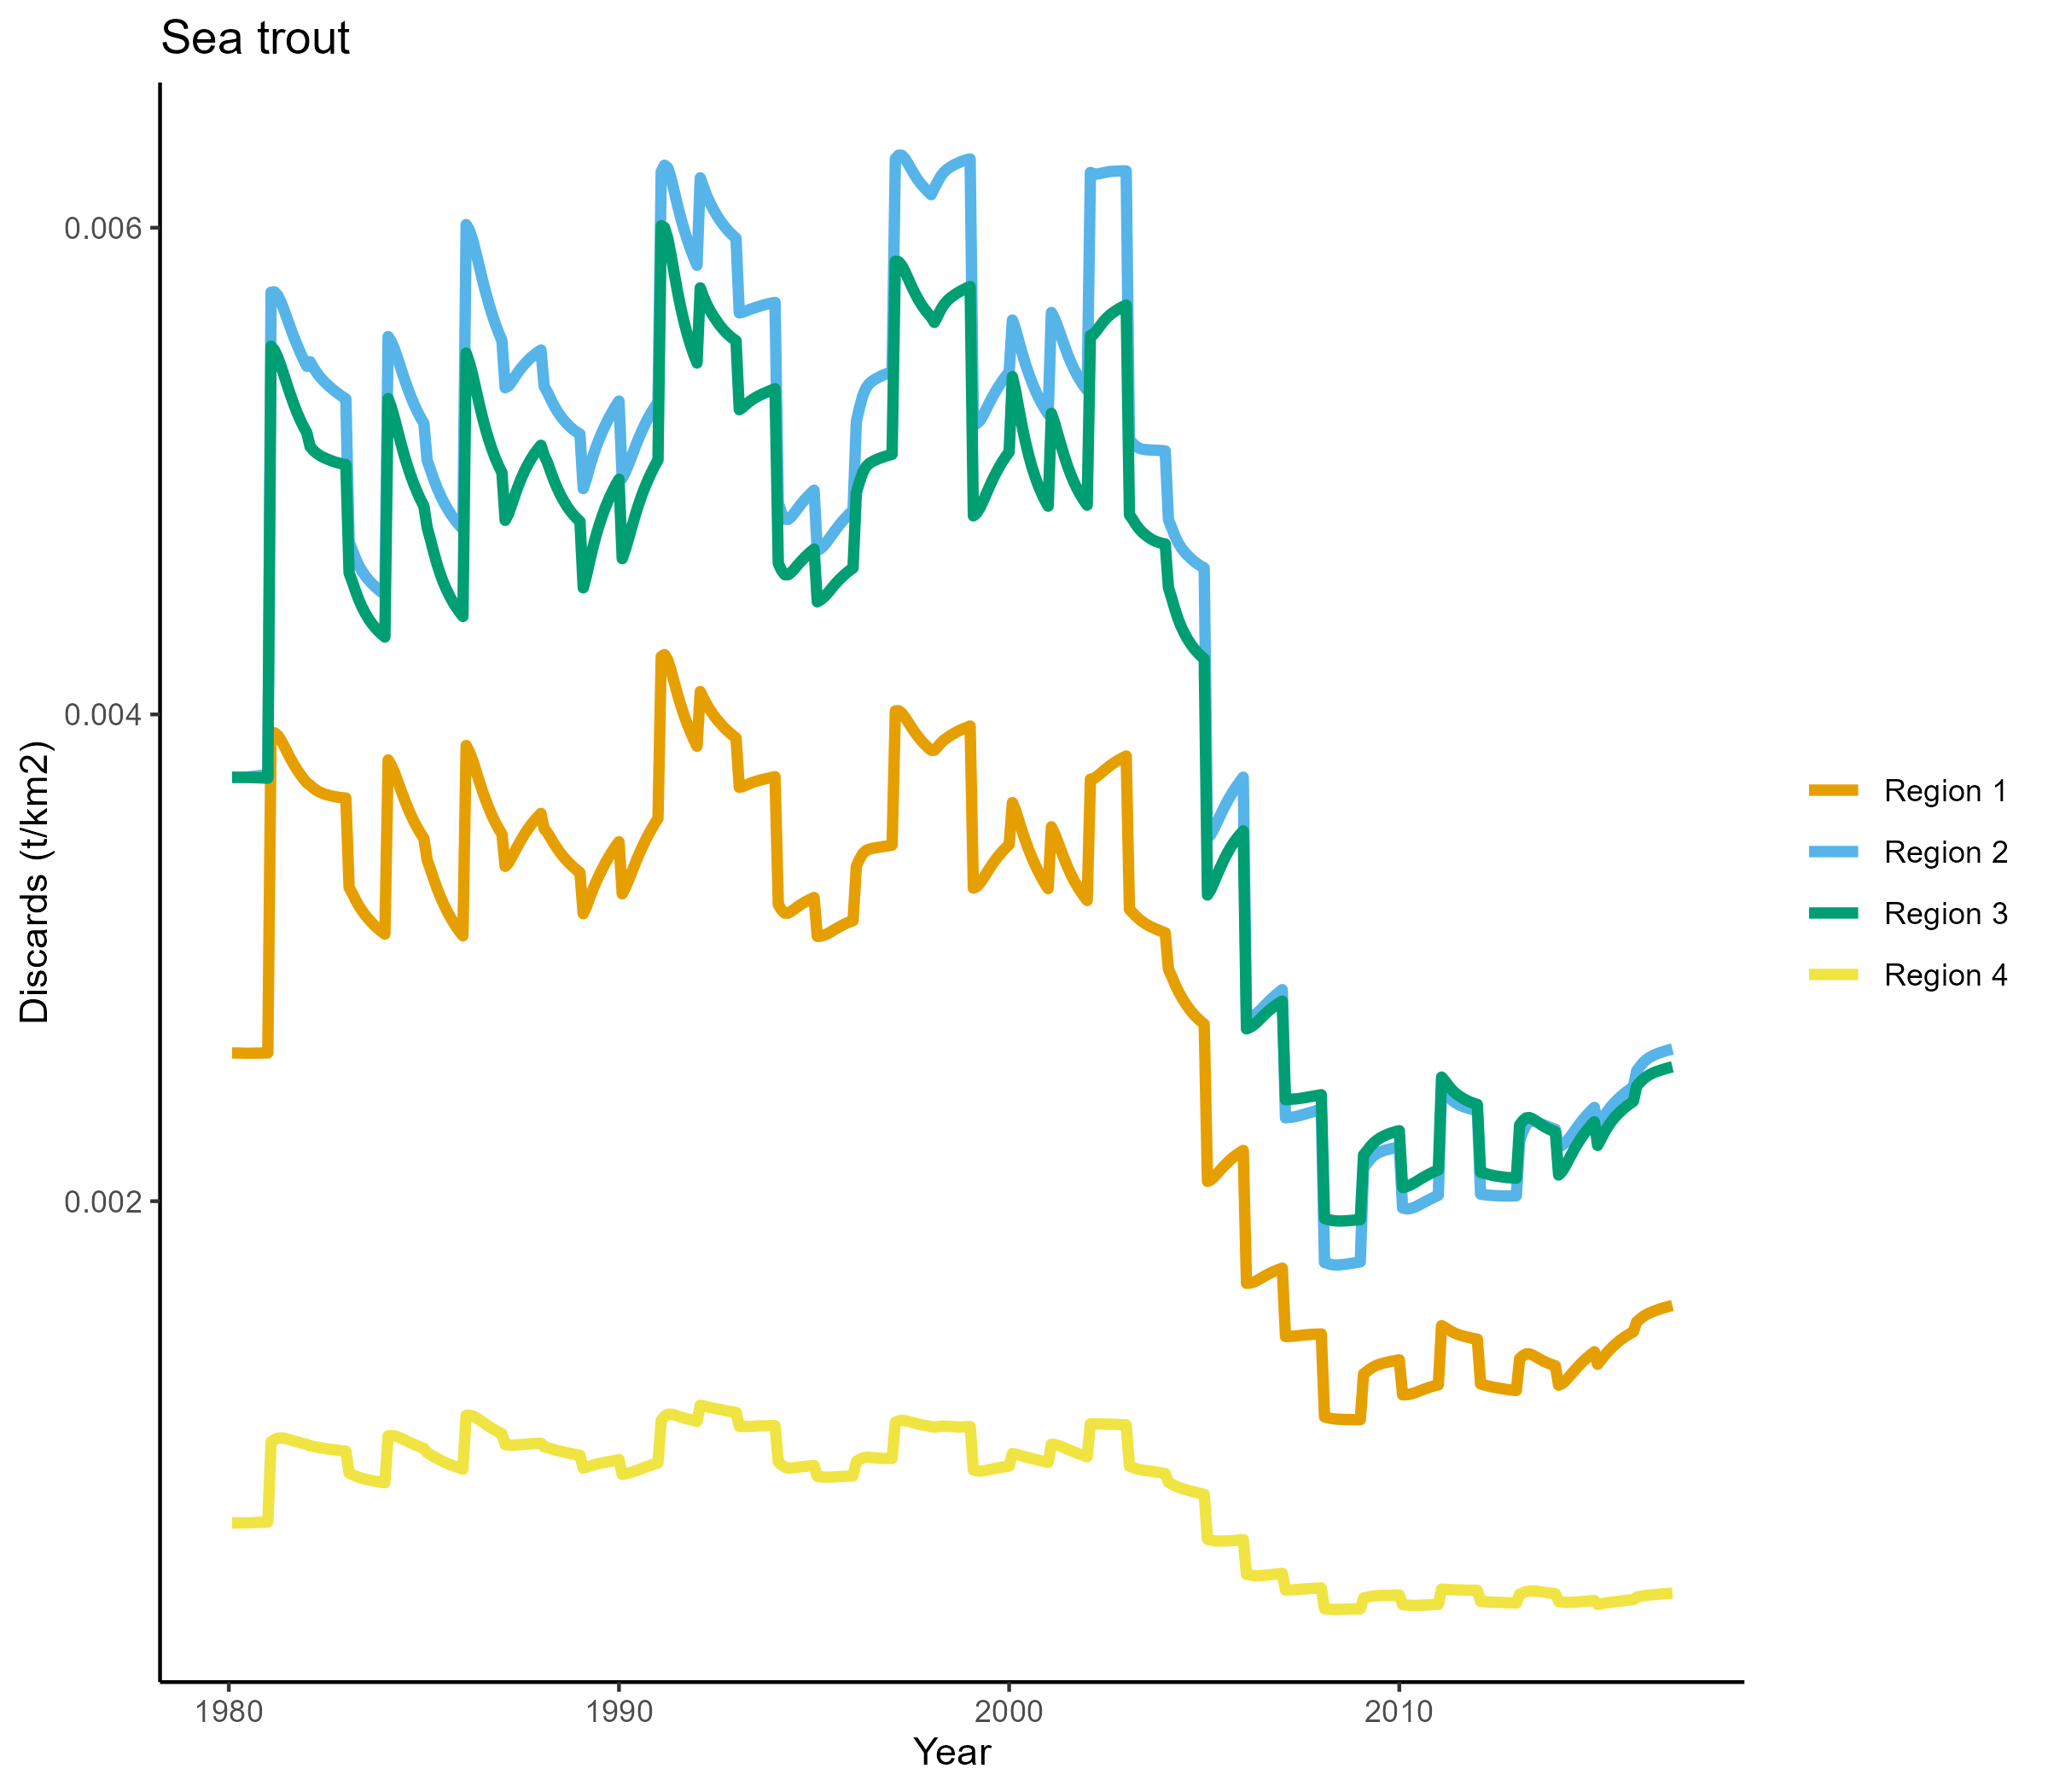 Sea trout
Discards (t/km2)
0.006
0.004
0.002
1980
1990
2000
2010
Year
Region 1
Region 2
Region 3
Region 4